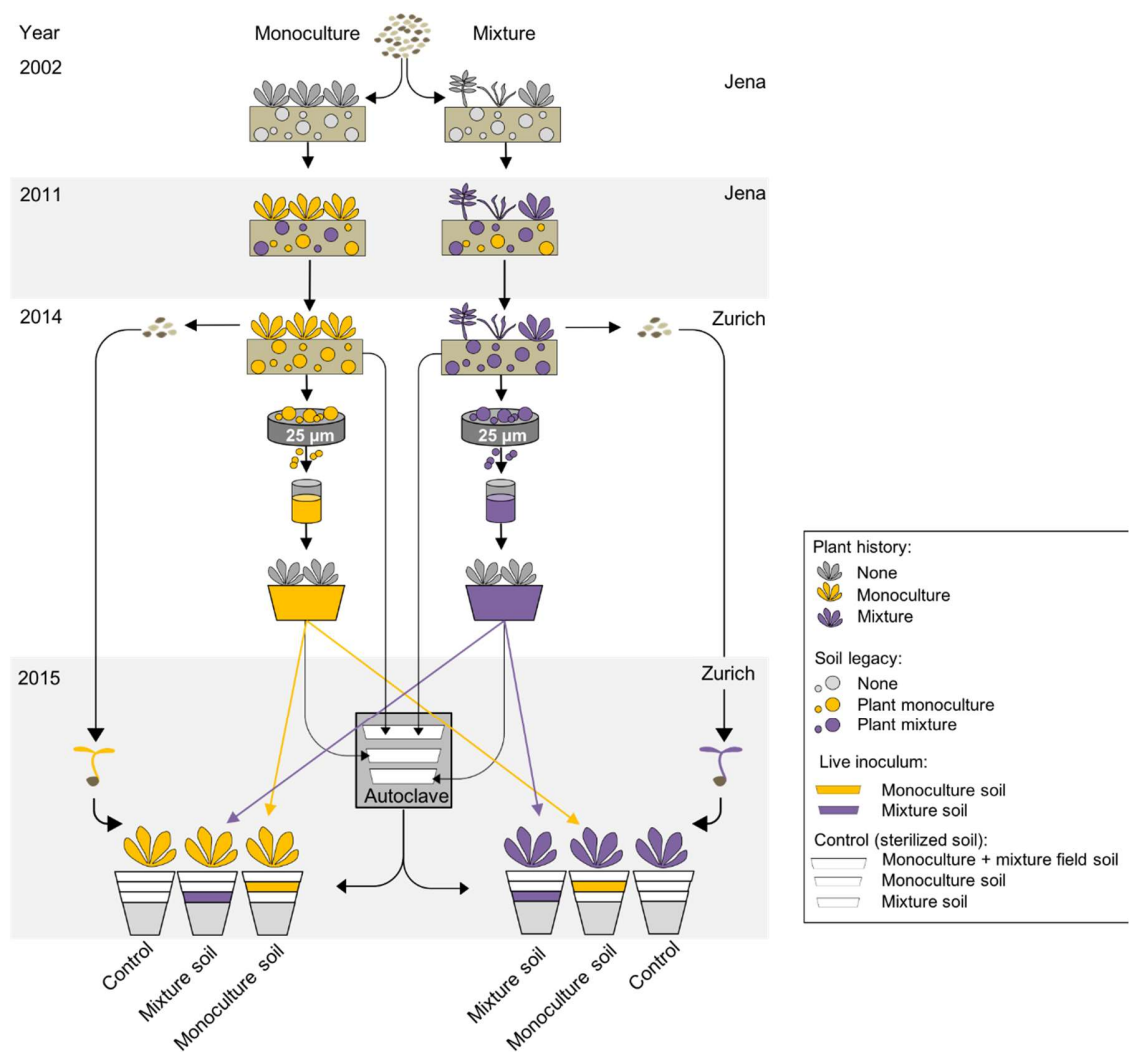 Year
Monoculture
Mixture
2002
Jena
2011
Jena
2014
Zurich
25 µm
25 µm
2015
Zurich
Autoclave
Control
Mixture soil
Monoculture soil
Mixture soil
Monoculture soil
Control
Plant history:
None
Monoculture
Mixture
Soil legacy:
None
Plant monoculture
Plant mixture
Live inoculum:
Monoculture soil
Mixture soil
Control (sterilized soil):
Monoculture + mixture field soil
Monoculture soil
Mixture soil